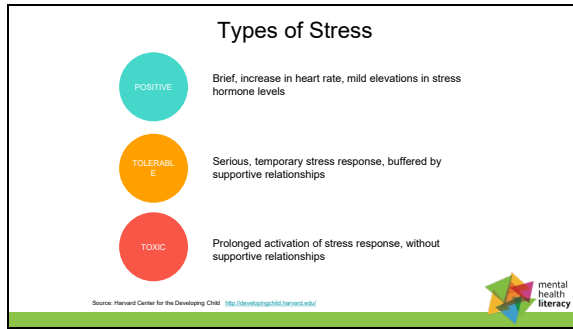 Types of Stress
POSITIVE
Brief, increase in heart rate, mild elevations in stress
hormone levels
TOLERABL
E
Serious, temporary stress response, buffered by
supportive relationships
TOXIC
Prolonged activation of stress response, without
supportive relationships
Source: Harvard Center for the Developing Child http://developingchild.harvard.edu/
mental
health
literacy